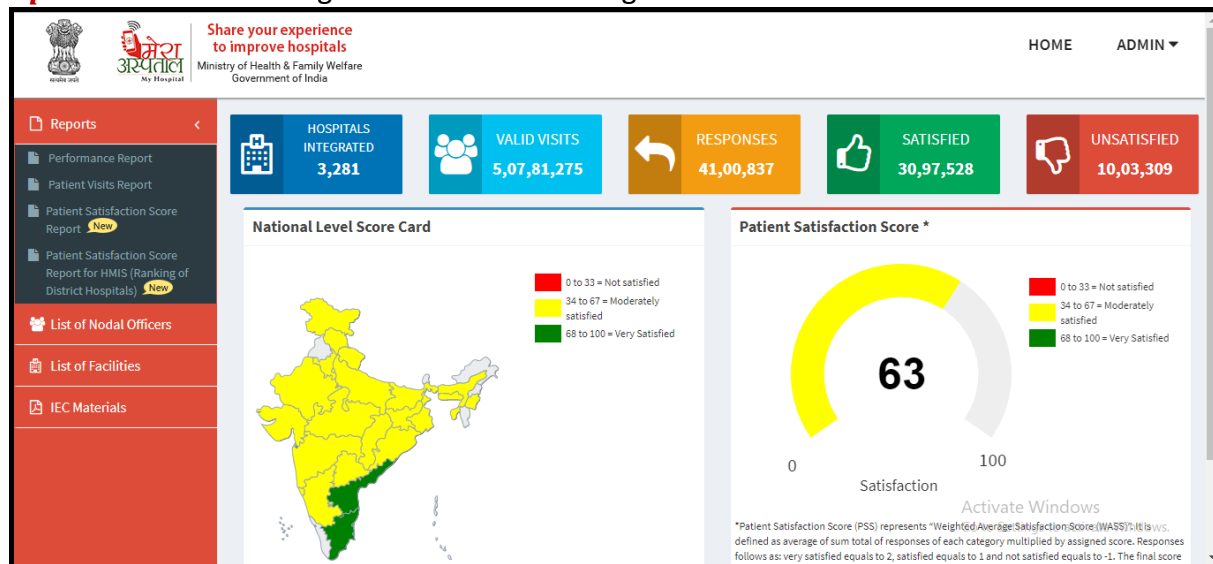 Share your experience
to improve hospitals
Ministry of Health & Family Welfare
Government of India
मेरा
अस्पताल
My Hospital
सत्यमेव जयते
HOME
ADMIN
Reports
Performance Report
Patient Visits Report
Patient Satisfaction Score
Report New
Patient Satisfaction Score
Report for HMIS (Ranking of
District Hospitals) New
List of Nodal Officers
List of Facilities
IEC Materials
HOSPITALS
INTEGRATED
3,281
VALID VISITS
5,07,81,275
RESPONSES
41,00,837
SATISFIED
30,97,528
UNSATISFIED
10,03,309
National Level Score Card
0 to 33 = Not satisfied
34 to 67 = Moderately
satisfied
68 to 100 = Very Satisfied
Patient Satisfaction Score *
0 to 33 = Not satisfied
34 to 67 = Moderately
satisfied
68 to 100 = Very Satisfied
63
0
100
Satisfaction
Activate Windows
*Patient Satisfaction Score (PSS) represents "Weighted Average Satisfaction Score (WASS)". It is
defined as average of sum total of responses of each category multiplied by assigned score. Responses
follows as: very satisfied equals to 2, satisfied equals to 1 and not satisfied equals to -1. The final score